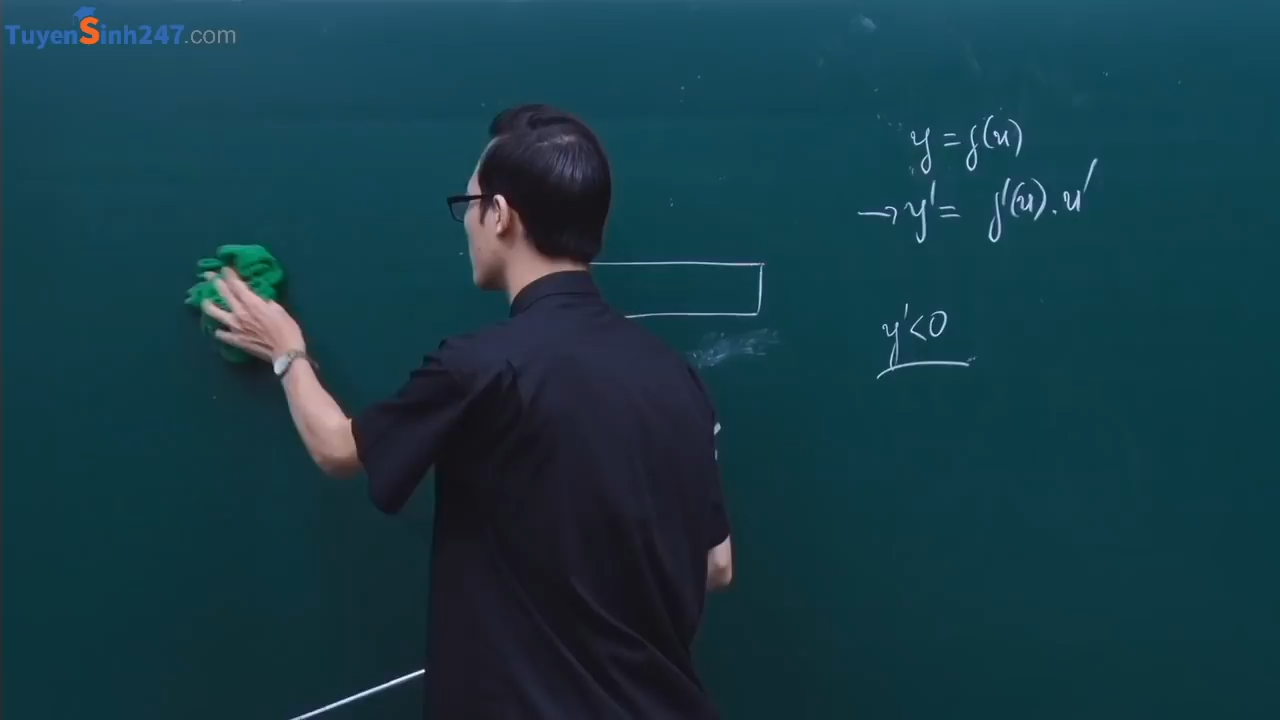 TuyenSinh247.com
y = f(u)
→ y' = f'(u).u'
y'<0